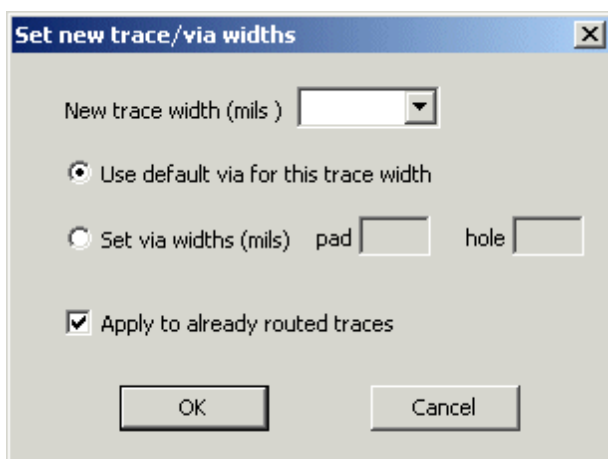 Set new trace/via widths
New trace width (mils )
Use default via for this trace width
Set via widths (mils) pad hole
Apply to already routed traces
OK Cancel